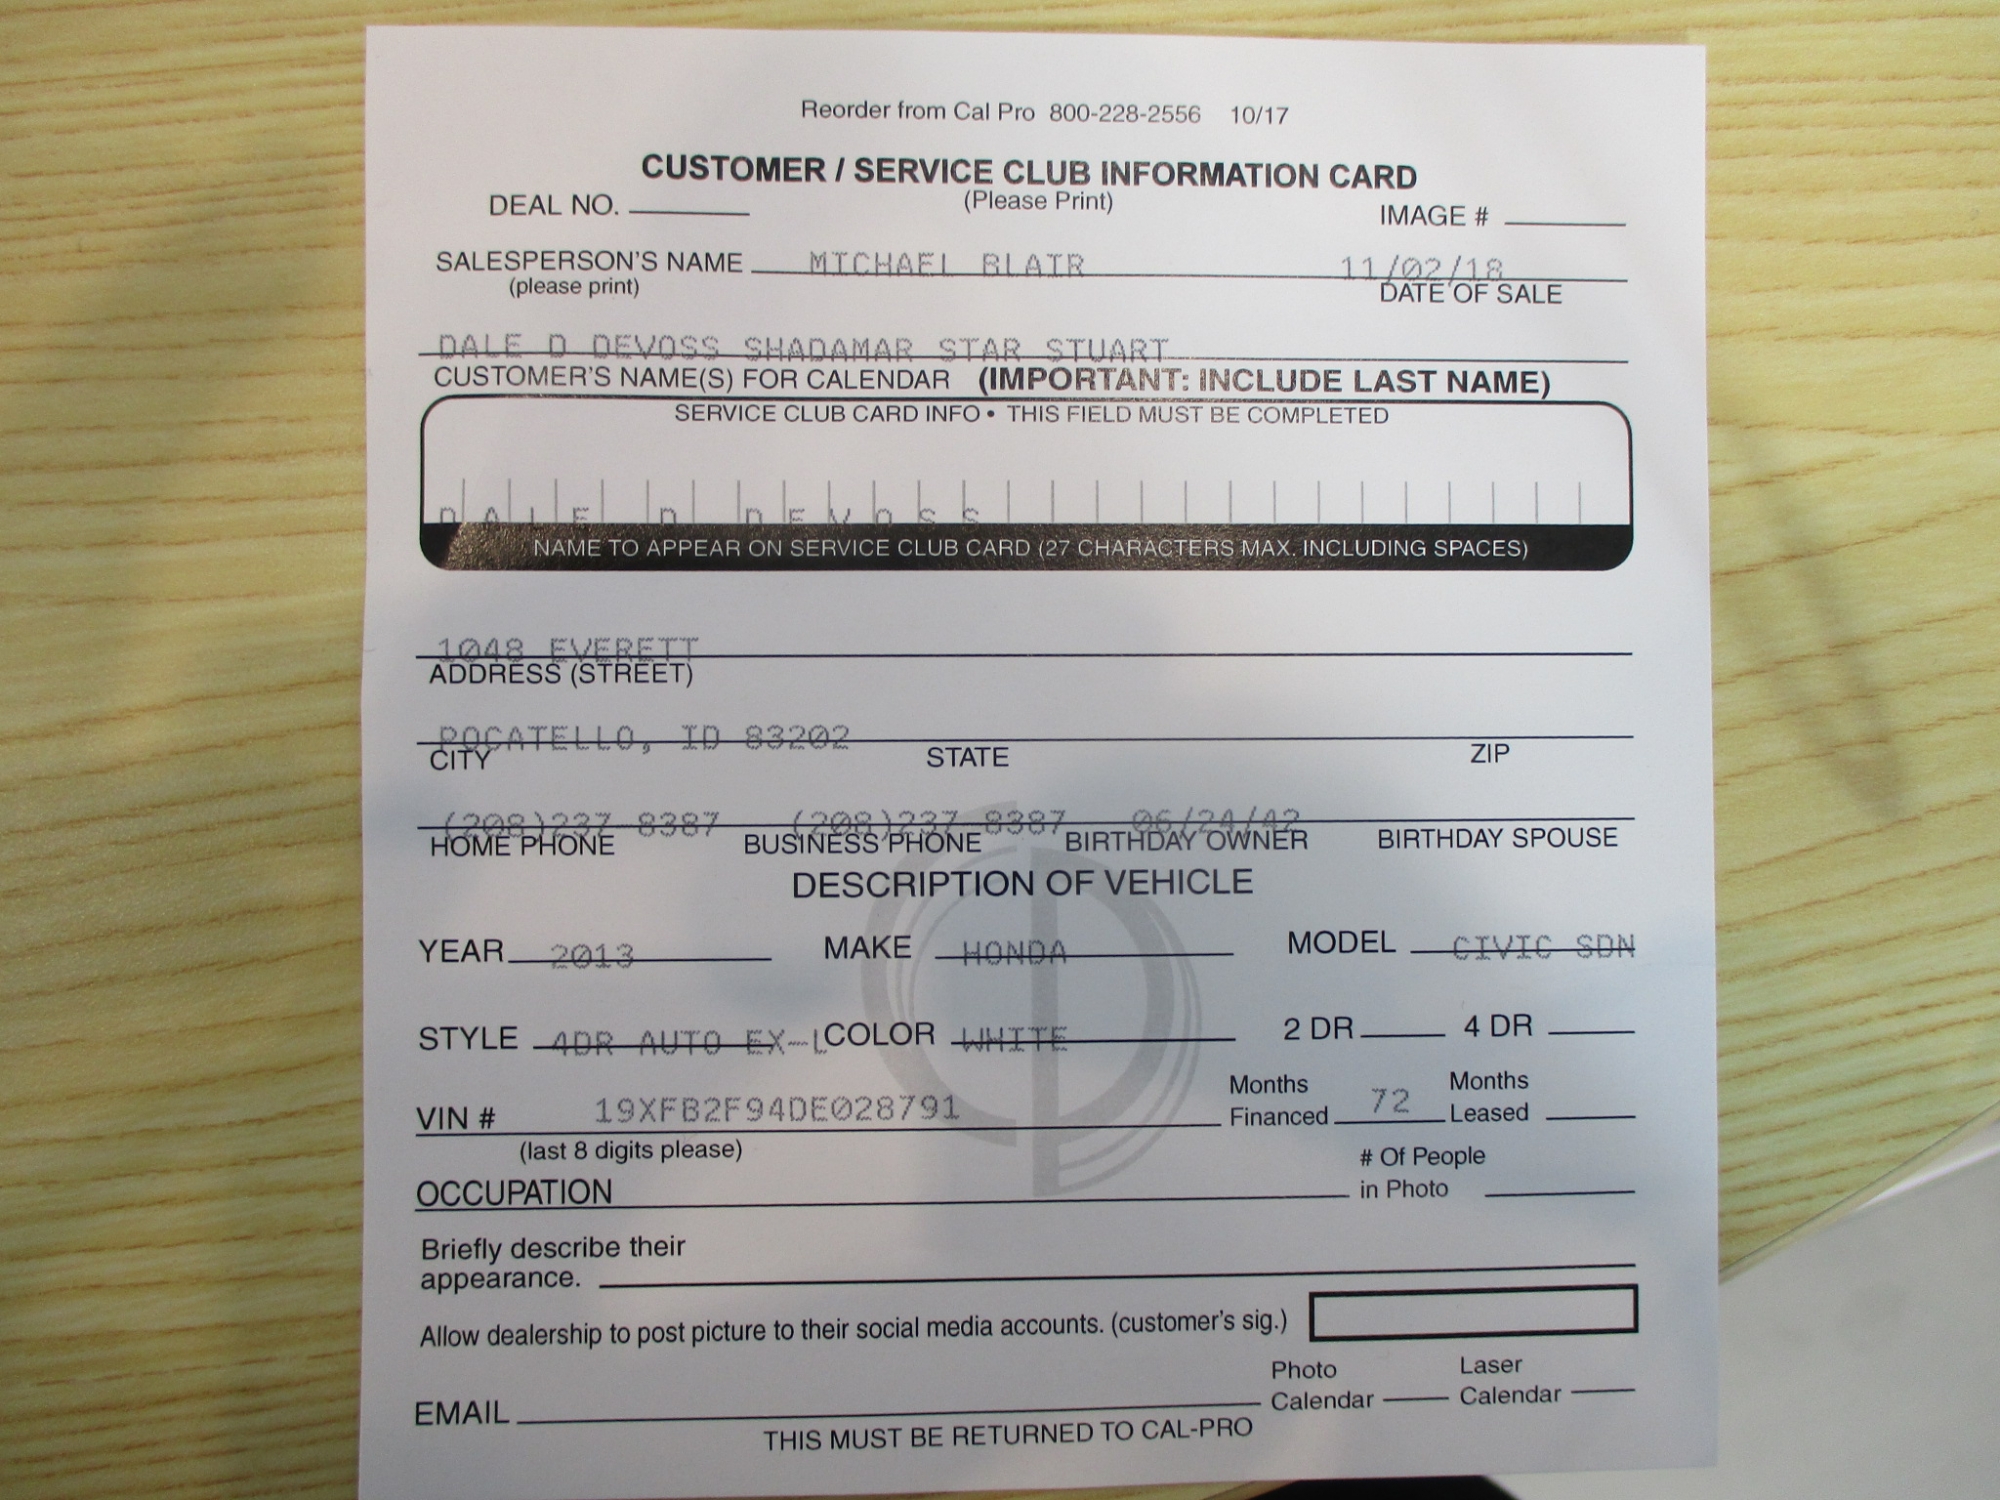 Reorder from Cal Pro 800-228-2556 10/17
CUSTOMER / SERVICE CLUB INFORMATION CARD
(Please Print)
DEAL NO. IMAGE #
SALESPERSON'S NAME MICHAEL BLAIR 11/02/18
(please print) DATE OF SALE
DALE D DEVOSS SHADAMAR STAR STUART
CUSTOMER'S NAME(S) FOR CALENDAR (IMPORTANT: INCLUDE LAST NAME)
SERVICE CLUB CARD INFO • THIS FIELD MUST BE COMPLETED
DALE D DEVOSS
NAME TO APPEAR ON SERVICE CLUB CARD (27 CHARACTERS MAX. INCLUDING SPACES)
1048 EVERETT
ADDRESS (STREET)
POCATELLO, ID 83202
CITY STATE ZIP
(208)237-8387 (208)237-8387 06/24/42
HOME PHONE BUSINESS PHONE BIRTHDAY OWNER BIRTHDAY SPOUSE
DESCRIPTION OF VEHICLE
YEAR 2013 MAKE HONDA MODEL CIVIC SDN
STYLE 4DR AUTO EX-L COLOR WHITE 2 DR 4 DR
VIN # 19XFB2F94DE028791 Months Financed 72 Months Leased
(last 8 digits please)
OCCUPATION # Of People in Photo
Briefly describe their
appearance.
Allow dealership to post picture to their social media accounts. (customer's sig.)
EMAIL Photo Calendar Laser Calendar
THIS MUST BE RETURNED TO CAL-PRO